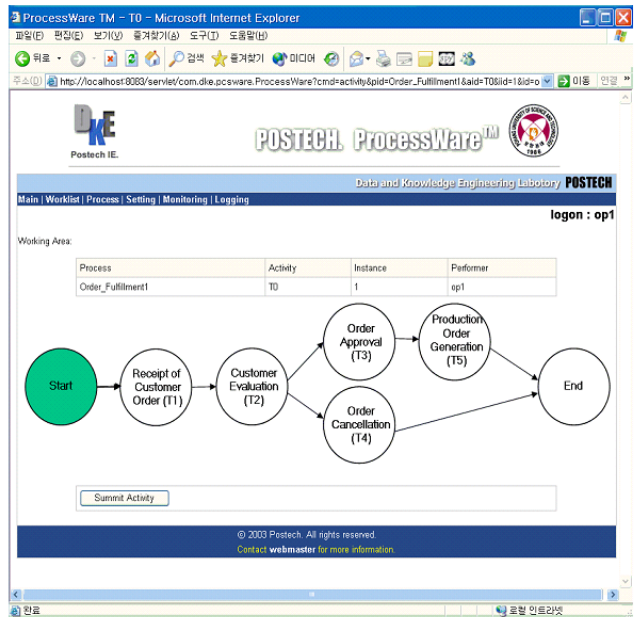 ProcessWare TM - T0 - Microsoft Internet Explorer
파일(F) 편집(E) 보기(V) 즐겨찾기(A) 도구(T) 도움말(H)
뒤로 검색 즐겨찾기 미디어
주소(D) http://localhost:8083/servlet/com.dke.pcsware.ProcessWare?cmd=activity&pid=Order_Fulfillment1&aid=T0&iid=1&id=o 이동 연결 »
DKE
Postech IE.
POSTECH. ProcessWare TM
1986
Data and Knowledge Engineering Labotory POSTECH
Main | Worklist | Process | Setting | Monitoring | Logging
logon : op1
Working Area:
Process Activity Instance Performer
Order_Fulfillment1 T0 1 op1
Start
Receipt of
Customer
Order (T1)
Customer
Evaluation
(T2)
Order
Approval
(T3)
Production
Order
Generation
(T5)
Order
Cancellation
(T4)
End
Summit Activity
© 2003 Postech. All rights reserved.
Contact webmaster for more information.
완료 로컬 인트라넷